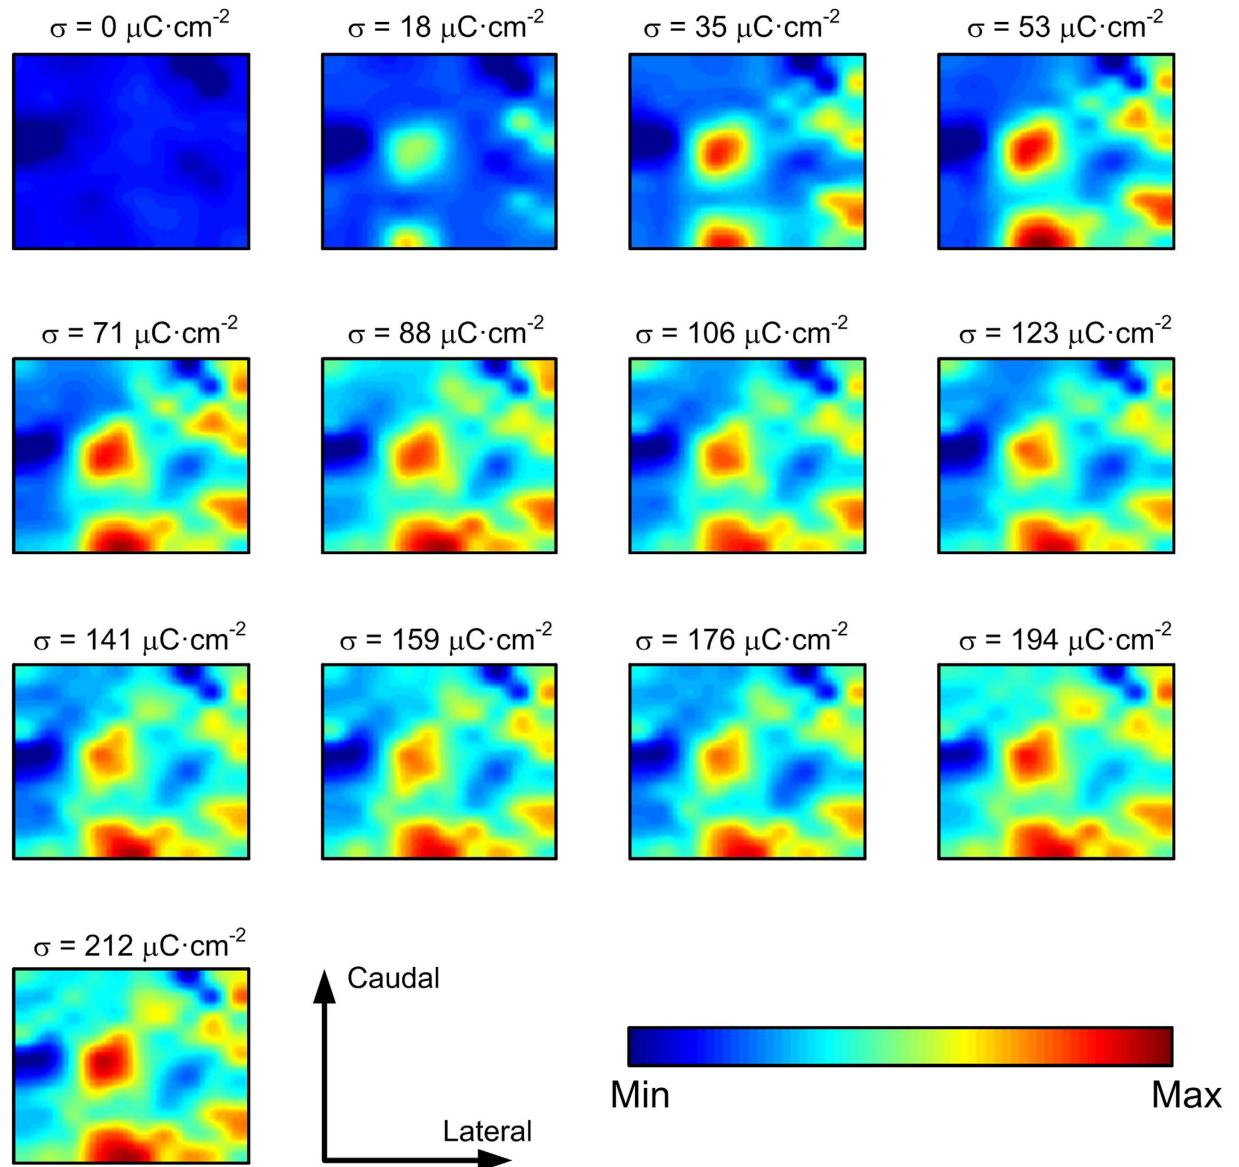 σ = 0 μC·cm-2
σ = 18 μC·cm-2
σ = 35 μC·cm-2
σ = 53 μC·cm-2
σ = 71 μC·cm-2
σ = 88 μC·cm-2
σ = 106 μC·cm-2
σ = 123 μC·cm-2
σ = 141 μC·cm-2
σ = 159 μC·cm-2
σ = 176 μC·cm-2
σ = 194 μC·cm-2
σ = 212 μC·cm-2
Caudal
Lateral
Min
Max